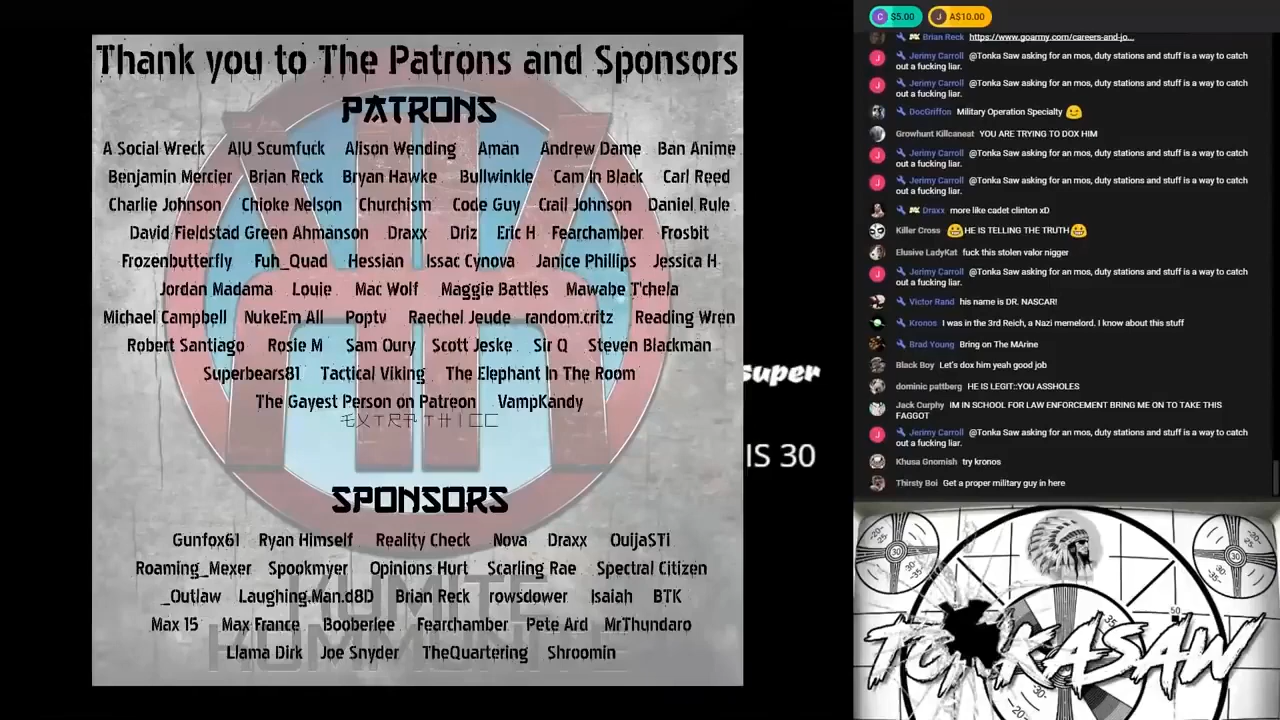 Thank you to The Patrons and Sponsors
PATRONS
A Social Wreck AIU Scumfuck Alison Wending Aman Andrew Dame Ban Anime
Benjamin Mercier Brian Reck Bryan Hawke Bullwinkle Cam In Black Carl Reed
Charlie Johnson Chioke Nelson Churchism Code Guy Crail Johnson Daniel Rule
David Fieldstad Green Ahmanson Draxx Driz Eric H Fearchamber Frosbit
Frozenbutterfly Fuh_Quad Hessian Issac Cynova Janice Phillips Jessica H
Jordan Madama Louie Mac Wolf Maggie Battles Mawabe T'chela
Michael Campbell NukeEm All Poptv Raechel Jeude random.critz Reading Wren
Robert Santiago Rosie M Sam Oury Scott Jeske Sir Q Steven Blackman
Superbears81 Tactical Viking The Elephant In The Room
The Gayest Person on Patreon VampKandy
SPONSORS
Gunfox61 Ryan Himself Reality Check Nova Draxx OuijaSTi
Roaming_Mexer Spookmyer Opinions Hurt Scarling Rae Spectral Citizen
_Outlaw Laughing.Man.d8D Brian Reck rowsdower Isaiah BTK
Max 15 Max France Booberlee Fearchamber Pete Ard MrThundaro
Llama Dirk Joe Snyder TheQuartering Shroomin
KUMITE
super
IS 30
C $5.00 J A$10.00
Brian Reck https://www.goarmy.com/careers-and-jo...
J Jerimy Carroll @Tonka Saw asking for an mos, duty stations and stuff is a way to catch
out a fucking liar.
J Jerimy Carroll @Tonka Saw asking for an mos, duty stations and stuff is a way to catch
out a fucking liar.
DocGriffon Military Operation Specialty
Growhunt Killcaneat YOU ARE TRYING TO DOX HIM
J Jerimy Carroll @Tonka Saw asking for an mos, duty stations and stuff is a way to catch
out a fucking liar.
J Jerimy Carroll @Tonka Saw asking for an mos, duty stations and stuff is a way to catch
out a fucking liar.
Draxx more like cadet clinton xD
Killer Cross HE IS TELLING THE TRUTH
Elusive LadyKat fuck this stolen valor nigger
J Jerimy Carroll @Tonka Saw asking for an mos, duty stations and stuff is a way to catch
out a fucking liar.
Victor Rand his name is DR. NASCAR!
Kronos I was in the 3rd Reich, a Nazi memelord. I know about this stuff
Brad Young Bring on The MArine
Black Boy Let's dox him yeah good job
dominic pattberg HE IS LEGIT::YOU ASSHOLES
Jack Curphy IM IN SCHOOL FOR LAW ENFORCEMENT BRING ME ON TO TAKE THIS
FAGGOT
J Jerimy Carroll @Tonka Saw asking for an mos, duty stations and stuff is a way to catch
out a fucking liar.
Khusa Gnomish try kronos
Thirsty Boi Get a proper military guy in here
30 30
50
35
TONKASAW
30
20